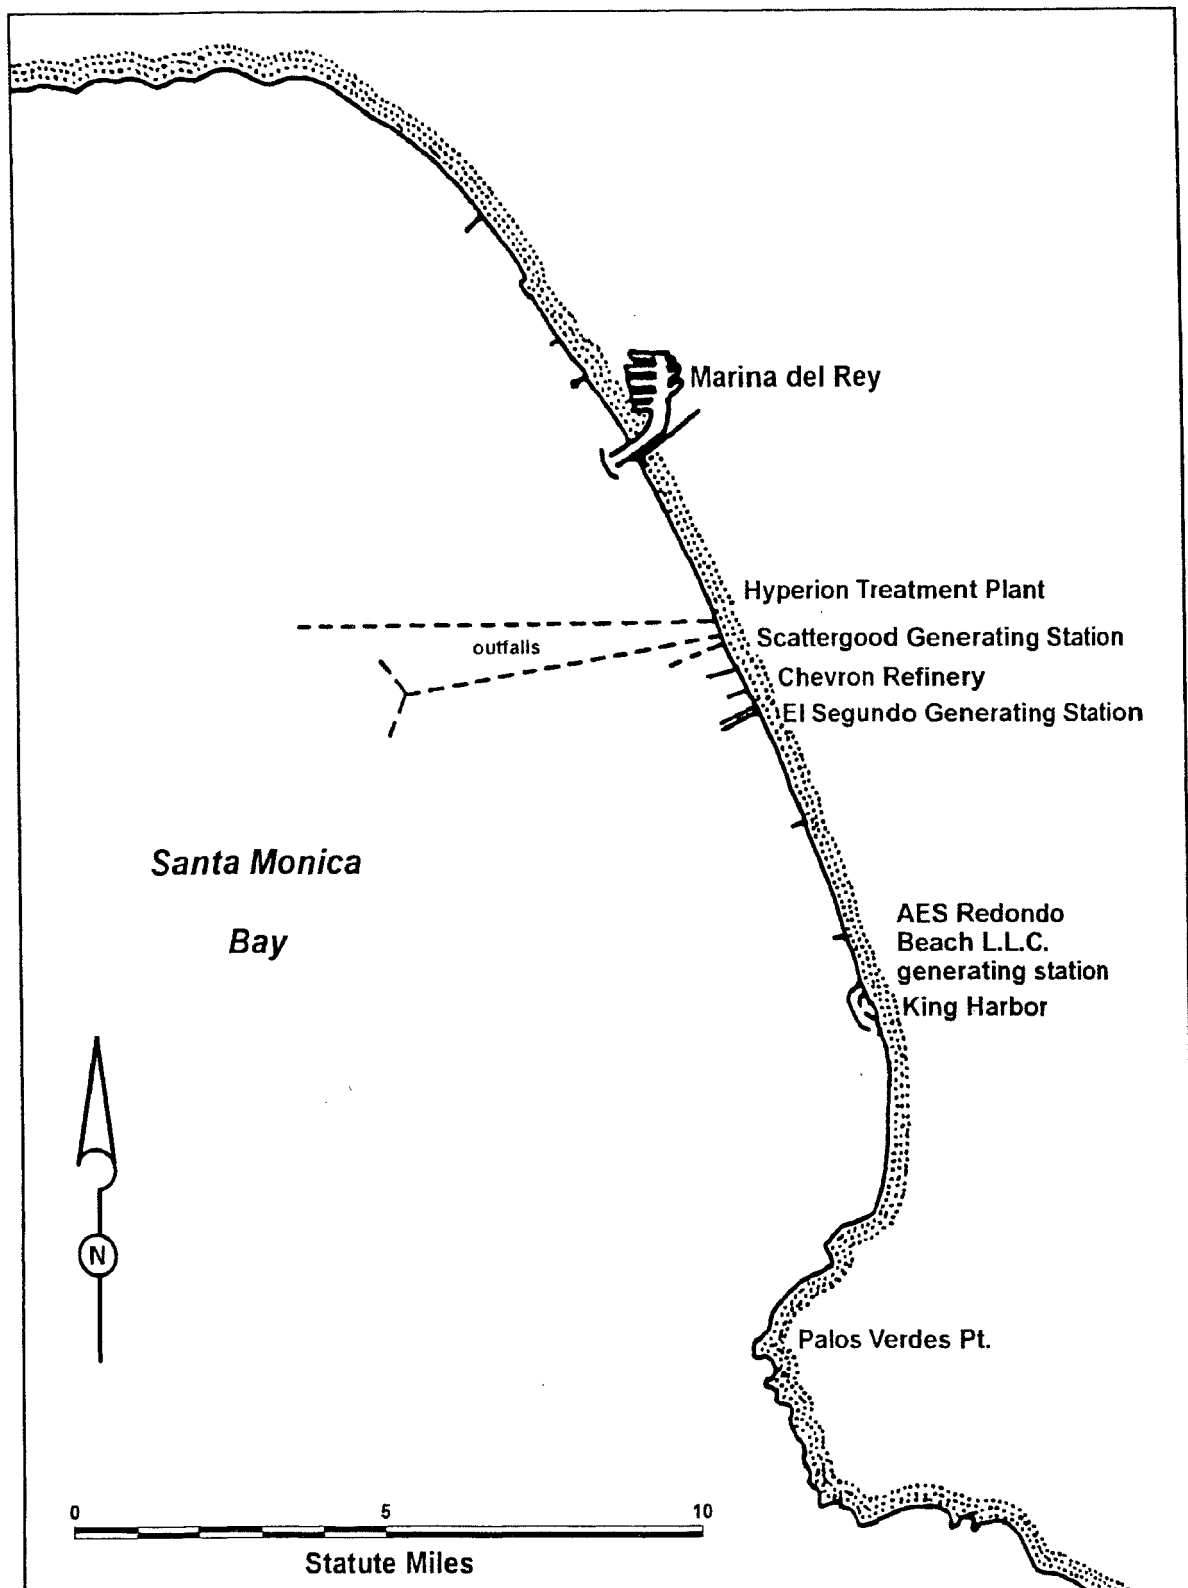 Marina del Rey
Hyperion Treatment Plant
outfalls
Scattergood Generating Station
Chevron Refinery
El Segundo Generating Station
Santa Monica
Bay
AES Redondo
Beach L.L.C.
generating station
King Harbor
N
Palos Verdes Pt.
0 5 10
Statute Miles